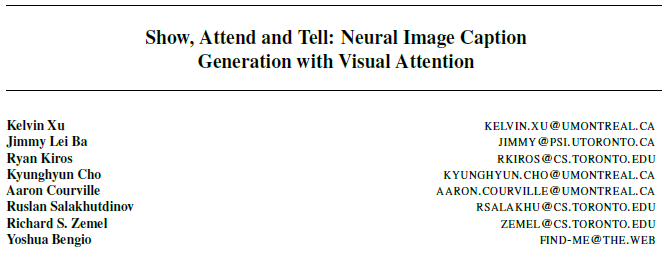 Show, Attend and Tell: Neural Image Caption
Generation with Visual Attention
Kelvin Xu KELVIN.XU@UMONTREAL.CA
Jimmy Lei Ba JIMMY@PSI.UTORONTO.CA
Ryan Kiros RKIROS@CS.TORONTO.EDU
Kyunghyun Cho KYUNGHYUN.CHO@UMONTREAL.CA
Aaron Courville AARON.COURVILLE@UMONTREAL.CA
Ruslan Salakhutdinov RSALAKHU@CS.TORONTO.EDU
Richard S. Zemel ZEMEL@CS.TORONTO.EDU
Yoshua Bengio FIND-ME@THE.WEB